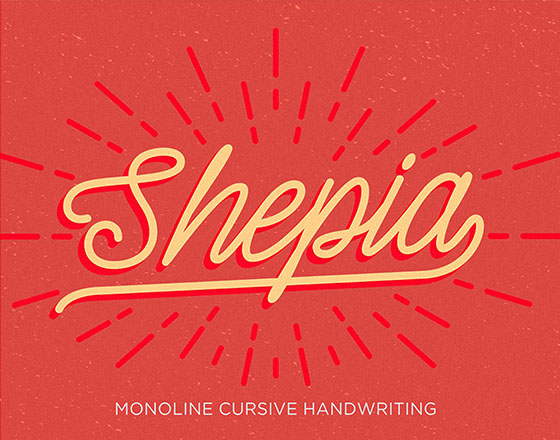 Shepia
MONOLINE CURSIVE HANDWRITING